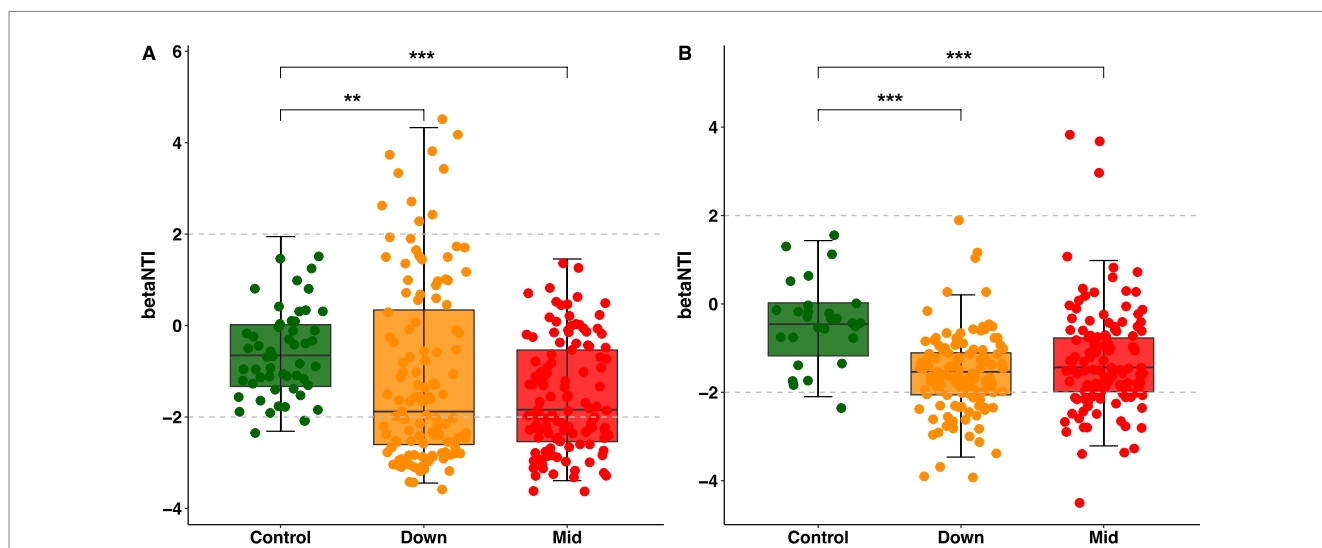 A
B
betaNTI
6
4
2
0
−2
−4
***
**
Control
Down
Mid
betaNTI
4
2
0
−2
−4
***
***
Control
Down
Mid